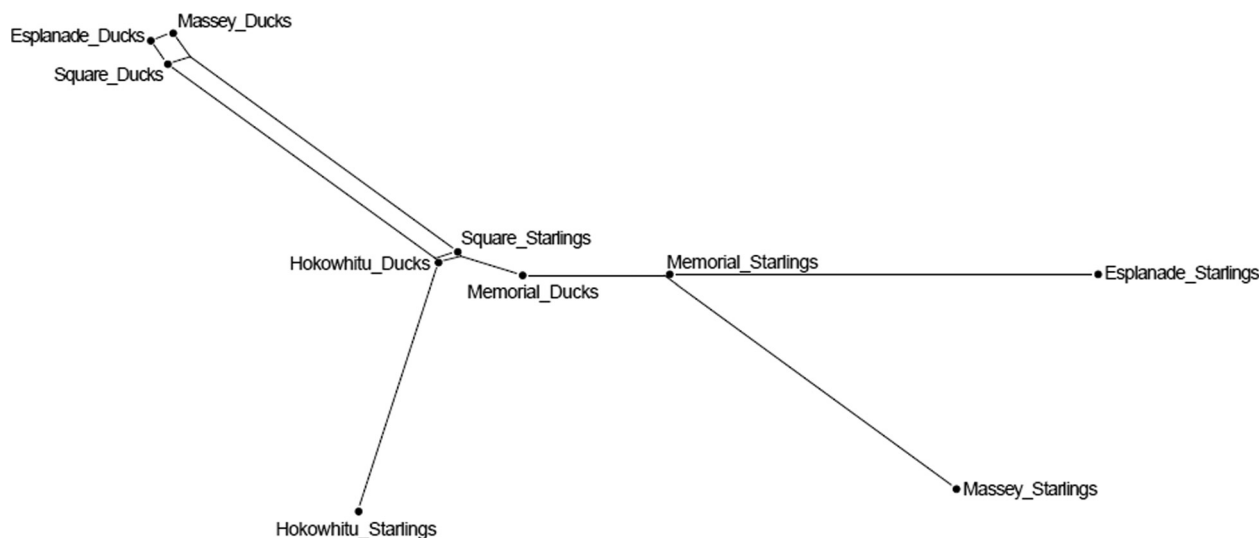 Massey_Ducks
Esplanade_Ducks
Square_Ducks
Square_Starlings
Hokowhitu_Ducks
Memorial_Starlings
Esplanade_Starlings
Memorial_Ducks
Massey_Starlings
Hokowhitu_Starlings